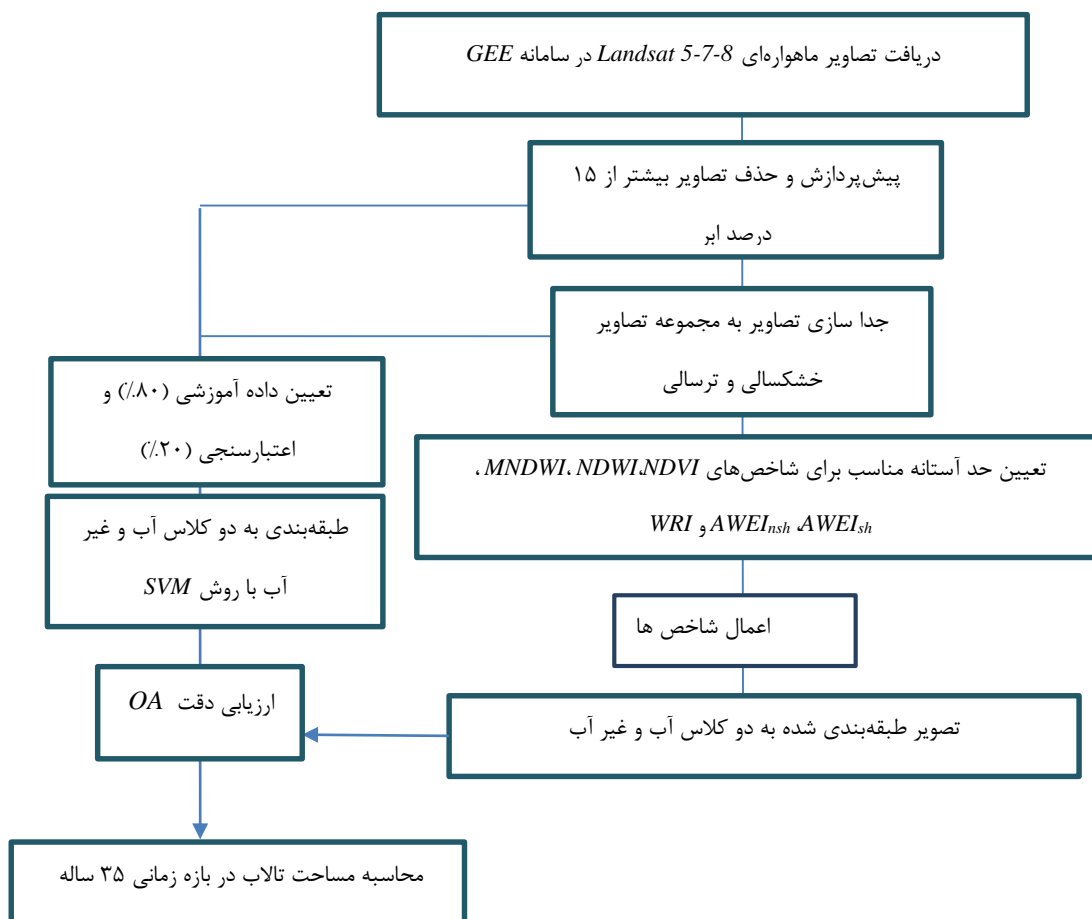 دریافت تصاویر ماهواره‌ای Landsat 5-7-8 در سامانه GEE
پیش‌پردازش و حذف تصاویر بیشتر از ۱۵
درصد ابر
جدا سازی تصاویر به مجموعه تصاویر
خشکسالی و ترسالی
تعیین داده آموزشی (۸۰٪) و
اعتبارسنجی (۲۰٪)
تعیین حد آستانه مناسب برای شاخص‌های MNDWI، NDWI،NDVI ،
AWEInsh ،AWEIsh و WRI
طبقه‌بندی به دو کلاس آب و غیر
آب با روش SVM
اعمال شاخص ها
ارزیابی دقت OA
تصویر طبقه‌بندی شده به دو کلاس آب و غیر آب
محاسبه مساحت تالاب در بازه زمانی ۳۵ ساله